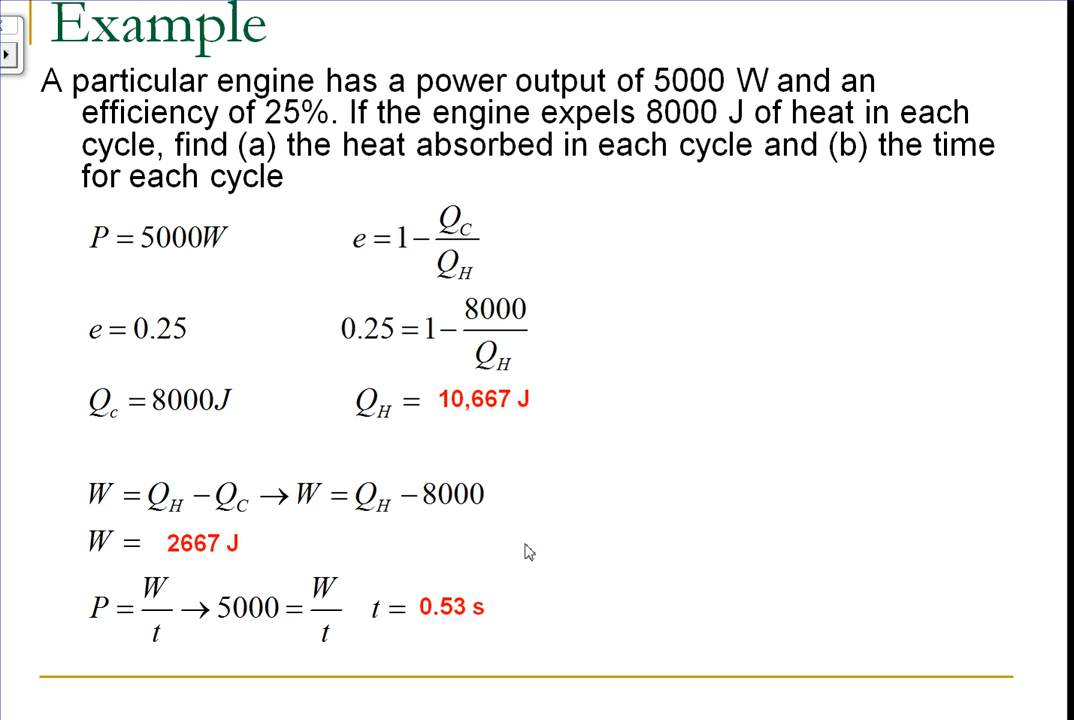 Example
A particular engine has a power output of 5000 W and an
efficiency of 25%. If the engine expels 8000 J of heat in each
cycle, find (a) the heat absorbed in each cycle and (b) the time
for each cycle
P = 5000W    e = 1 − Q_C/Q_H
e = 0.25    0.25 = 1 − 8000/Q_H
Q_c = 8000J    Q_H = 10,667 J
W = Q_H − Q_C → W = Q_H − 8000
W = 2667 J
P = W/t → 5000 = W/t    t = 0.53 s